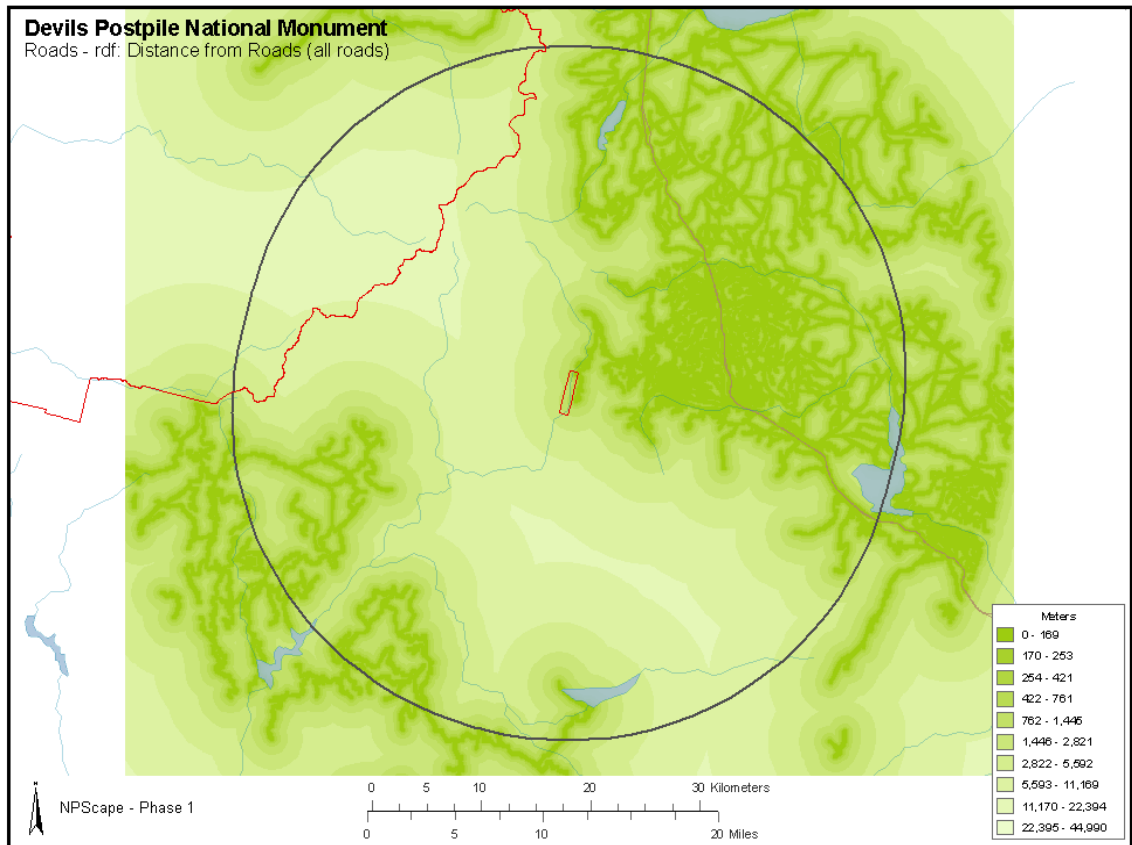 Devils Postpile National Monument
Roads - rdf: Distance from Roads (all roads)
Meters
0 - 169
170 - 253
254 - 421
422 - 761
762 - 1,445
1,446 - 2,821
2,822 - 5,592
5,593 - 11,169
11,170 - 22,394
22,395 - 44,990
N
NPScape - Phase 1
0 5 10 20 30 Kilometers
0 5 10 20 Miles